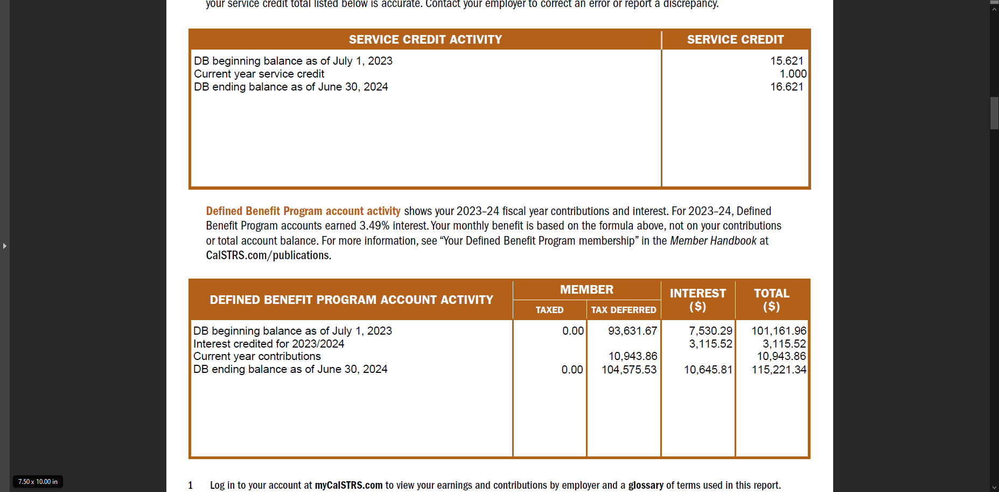 your service credit total listed below is accurate. Contact your employer to correct an error or report a discrepancy.
SERVICE CREDIT ACTIVITY SERVICE CREDIT
DB beginning balance as of July 1, 2023 15.621
Current year service credit 1.000
DB ending balance as of June 30, 2024 16.621
Defined Benefit Program account activity shows your 2023–24 fiscal year contributions and interest. For 2023–24, Defined
Benefit Program accounts earned 3.49% interest. Your monthly benefit is based on the formula above, not on your contributions
or total account balance. For more information, see “Your Defined Benefit Program membership” in the Member Handbook at
CalSTRS.com/publications.
DEFINED BENEFIT PROGRAM ACCOUNT ACTIVITY MEMBER INTEREST ($) TOTAL ($)
TAXED TAX DEFERRED
DB beginning balance as of July 1, 2023 0.00 93,631.67 7,530.29 101,161.96
Interest credited for 2023/2024 3,115.52 3,115.52
Current year contributions 10,943.86 10,943.86
DB ending balance as of June 30, 2024 0.00 104,575.53 10,645.81 115,221.34
7.50 x 10.00 in
1 Log in to your account at myCalSTRS.com to view your earnings and contributions by employer and a glossary of terms used in this report.